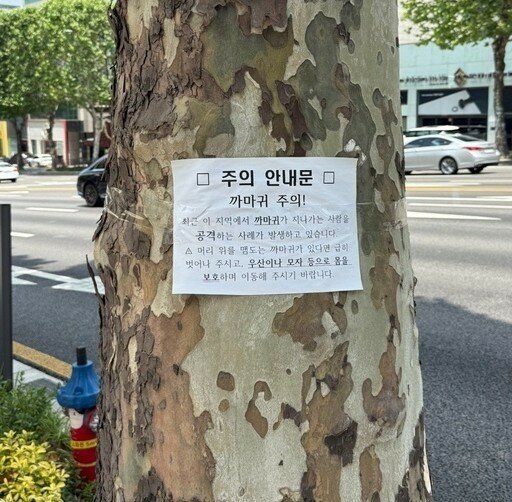 □ 주의 안내문 □
까마귀 주의!
최근 이 지역에서 까마귀가 지나가는 사람을
공격하는 사례가 발생하고 있습니다
⚠ 머리 위를 맴도는 까마귀가 있다면 급히
벗어나 주시고, 우산이나 모자 등으로 몸을
보호하며 이동해 주시기 바랍니다.